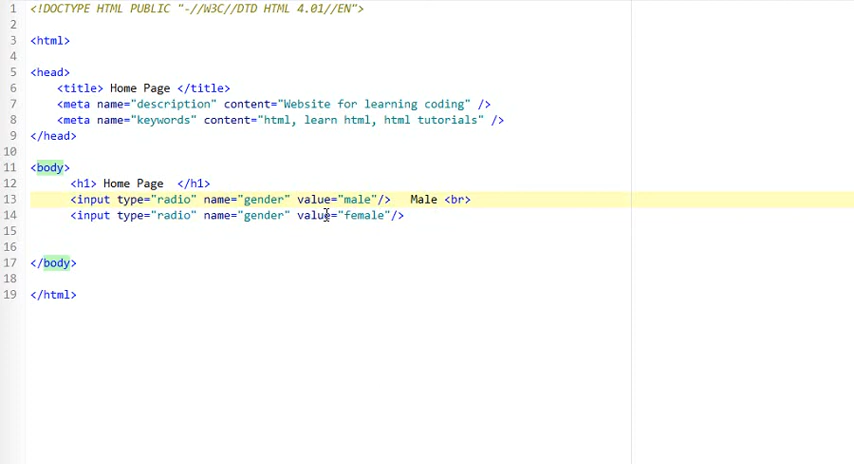 1 <!DOCTYPE HTML PUBLIC "-//W3C//DTD HTML 4.01//EN">
2
3 <html>
4
5 <head>
6 <title> Home Page </title>
7 <meta name="description" content="Website for learning coding" />
8 <meta name="keywords" content="html, learn html, html tutorials" />
9 </head>
10
11 <body>
12 <h1> Home Page  </h1>
13 <input type="radio" name="gender" value="male"/>   Male <br>
14 <input type="radio" name="gender" value="female"/>
15
16
17 </body>
18
19 </html>